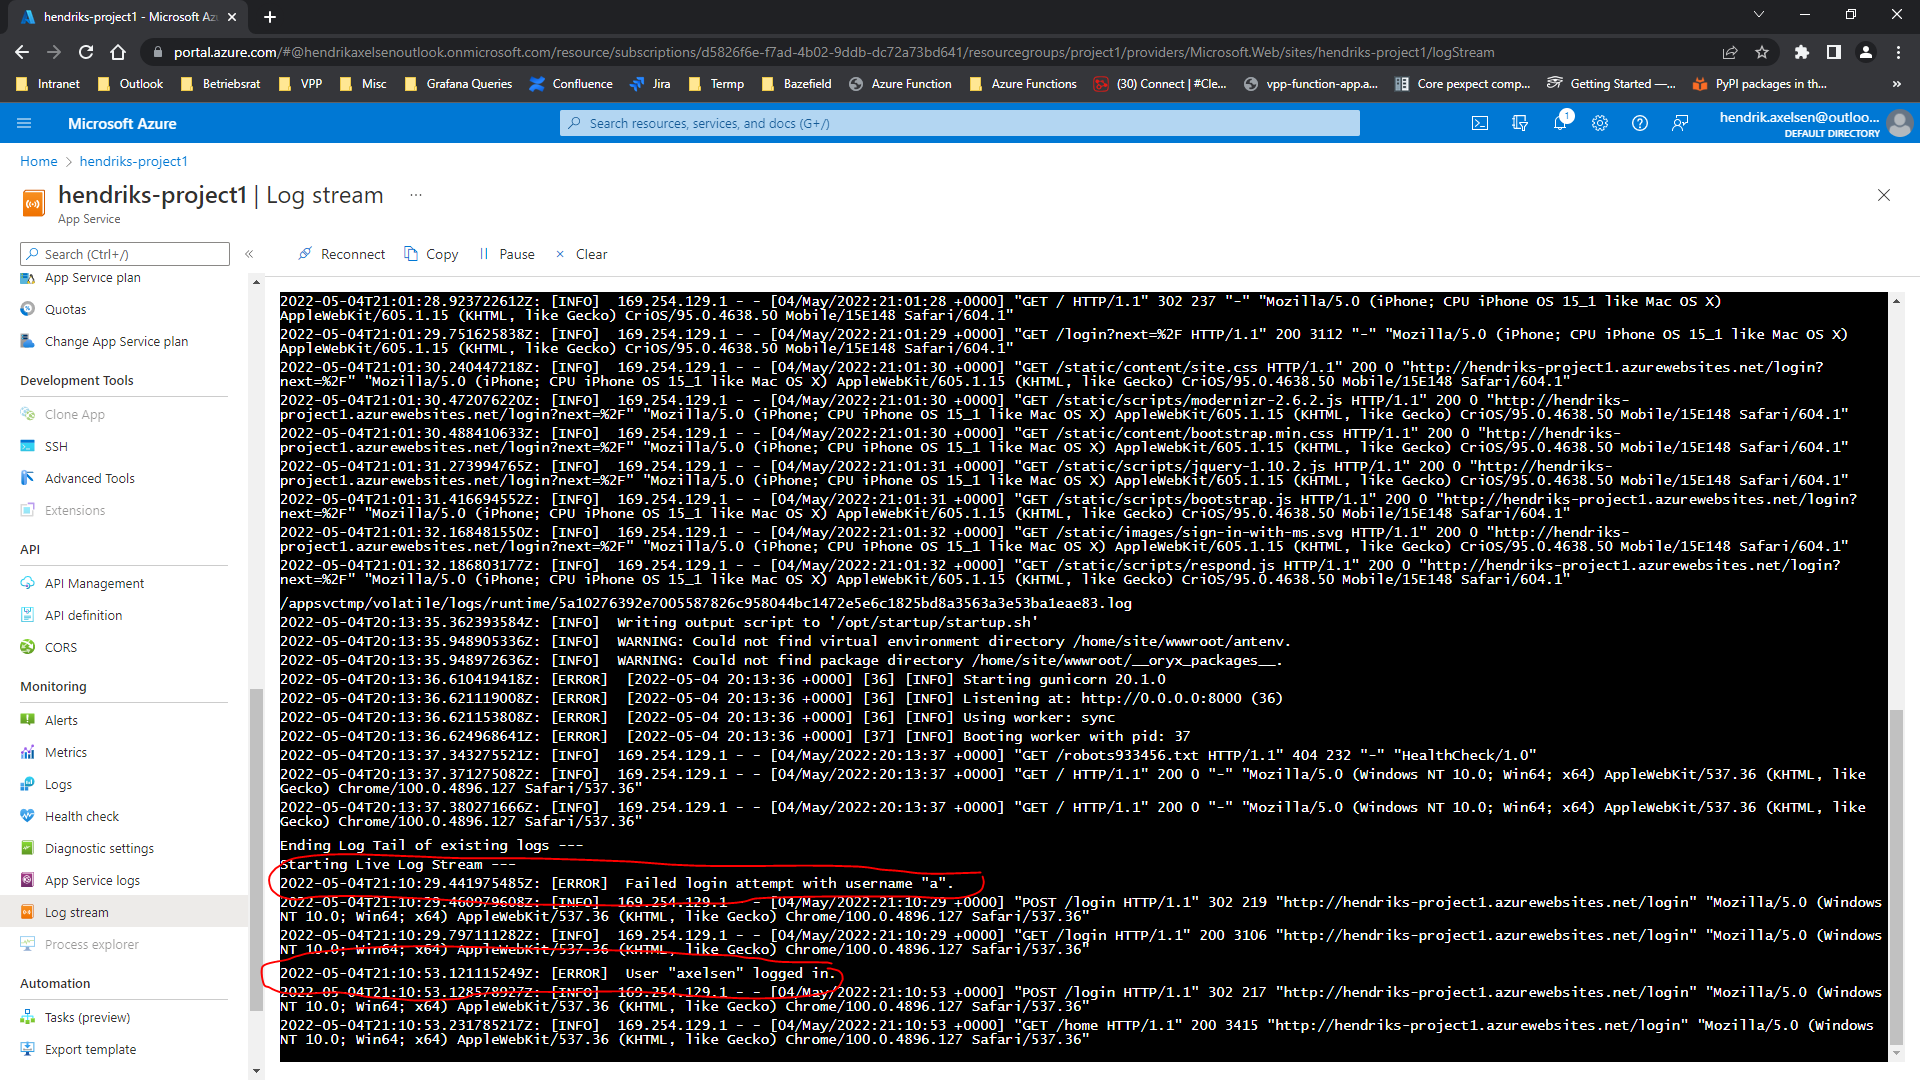 hendriks-project1 - Microsoft Az
portal.azure.com/#@hendrikaxelsenoutlook.onmicrosoft.com/resource/subscriptions/d5826f6e-f7ad-4b02-9ddb-dc72a73bd641/resourcegroups/project1/providers/Microsoft.Web/sites/hendriks-project1/logStream
Intranet Outlook Betriebsrat VPP Misc Grafana Queries Confluence Jira Termp Bazefield Azure Function Azure Functions (30) Connect | #Cle... vpp-function-app.a... Core pexpect comp... Getting Started —... PyPI packages in th... »
Microsoft Azure
Search resources, services, and docs (G+/)
1
hendrik.axelsen@outloo...
DEFAULT DIRECTORY
Home > hendriks-project1
hendriks-project1 | Log stream ...
App Service
Search (Ctrl+/) «
Reconnect Copy Pause Clear
App Service plan
Quotas
Change App Service plan
Development Tools
Clone App
SSH
Advanced Tools
Extensions
API
API Management
API definition
CORS
Monitoring
Alerts
Metrics
Logs
Health check
Diagnostic settings
App Service logs
Log stream
Process explorer
Automation
Tasks (preview)
Export template
2022-05-04T21:01:28.923722612Z: [INFO]  169.254.129.1 - - [04/May/2022:21:01:28 +0000] "GET / HTTP/1.1" 302 237 "-" "Mozilla/5.0 (iPhone; CPU iPhone OS 15_1 like Mac OS X)
AppleWebKit/605.1.15 (KHTML, like Gecko) CriOS/95.0.4638.50 Mobile/15E148 Safari/604.1"
2022-05-04T21:01:29.751625838Z: [INFO]  169.254.129.1 - - [04/May/2022:21:01:29 +0000] "GET /login?next=%2F HTTP/1.1" 200 3112 "-" "Mozilla/5.0 (iPhone; CPU iPhone OS 15_1 like Mac OS X)
AppleWebKit/605.1.15 (KHTML, like Gecko) CriOS/95.0.4638.50 Mobile/15E148 Safari/604.1"
2022-05-04T21:01:30.240447218Z: [INFO]  169.254.129.1 - - [04/May/2022:21:01:30 +0000] "GET /static/content/site.css HTTP/1.1" 200 0 "http://hendriks-project1.azurewebsites.net/login?
next=%2F" "Mozilla/5.0 (iPhone; CPU iPhone OS 15_1 like Mac OS X) AppleWebKit/605.1.15 (KHTML, like Gecko) CriOS/95.0.4638.50 Mobile/15E148 Safari/604.1"
2022-05-04T21:01:30.472076220Z: [INFO]  169.254.129.1 - - [04/May/2022:21:01:30 +0000] "GET /static/scripts/modernizr-2.6.2.js HTTP/1.1" 200 0 "http://hendriks-
project1.azurewebsites.net/login?next=%2F" "Mozilla/5.0 (iPhone; CPU iPhone OS 15_1 like Mac OS X) AppleWebKit/605.1.15 (KHTML, like Gecko) CriOS/95.0.4638.50 Mobile/15E148 Safari/604.1"
2022-05-04T21:01:30.488410633Z: [INFO]  169.254.129.1 - - [04/May/2022:21:01:30 +0000] "GET /static/content/bootstrap.min.css HTTP/1.1" 200 0 "http://hendriks-
project1.azurewebsites.net/login?next=%2F" "Mozilla/5.0 (iPhone; CPU iPhone OS 15_1 like Mac OS X) AppleWebKit/605.1.15 (KHTML, like Gecko) CriOS/95.0.4638.50 Mobile/15E148 Safari/604.1"
2022-05-04T21:01:31.273994765Z: [INFO]  169.254.129.1 - - [04/May/2022:21:01:31 +0000] "GET /static/scripts/jquery-1.10.2.js HTTP/1.1" 200 0 "http://hendriks-
project1.azurewebsites.net/login?next=%2F" "Mozilla/5.0 (iPhone; CPU iPhone OS 15_1 like Mac OS X) AppleWebKit/605.1.15 (KHTML, like Gecko) CriOS/95.0.4638.50 Mobile/15E148 Safari/604.1"
2022-05-04T21:01:31.416694552Z: [INFO]  169.254.129.1 - - [04/May/2022:21:01:31 +0000] "GET /static/scripts/bootstrap.js HTTP/1.1" 200 0 "http://hendriks-project1.azurewebsites.net/login?
next=%2F" "Mozilla/5.0 (iPhone; CPU iPhone OS 15_1 like Mac OS X) AppleWebKit/605.1.15 (KHTML, like Gecko) CriOS/95.0.4638.50 Mobile/15E148 Safari/604.1"
2022-05-04T21:01:32.168481550Z: [INFO]  169.254.129.1 - - [04/May/2022:21:01:32 +0000] "GET /static/images/sign-in-with-ms.svg HTTP/1.1" 200 0 "http://hendriks-
project1.azurewebsites.net/login?next=%2F" "Mozilla/5.0 (iPhone; CPU iPhone OS 15_1 like Mac OS X) AppleWebKit/605.1.15 (KHTML, like Gecko) CriOS/95.0.4638.50 Mobile/15E148 Safari/604.1"
2022-05-04T21:01:32.186803177Z: [INFO]  169.254.129.1 - - [04/May/2022:21:01:32 +0000] "GET /static/scripts/respond.js HTTP/1.1" 200 0 "http://hendriks-project1.azurewebsites.net/login?
next=%2F" "Mozilla/5.0 (iPhone; CPU iPhone OS 15_1 like Mac OS X) AppleWebKit/605.1.15 (KHTML, like Gecko) CriOS/95.0.4638.50 Mobile/15E148 Safari/604.1"
/appsvctmp/volatile/logs/runtime/5a10276392e7005587826c958044bc1472e5e6c1825bd8a3563a3e53ba1eae83.log
2022-05-04T20:13:35.362393584Z: [INFO]  Writing output script to '/opt/startup/startup.sh'
2022-05-04T20:13:35.948905336Z: [INFO]  WARNING: Could not find virtual environment directory /home/site/wwwroot/antenv.
2022-05-04T20:13:35.948972636Z: [INFO]  WARNING: Could not find package directory /home/site/wwwroot/__oryx_packages__.
2022-05-04T20:13:36.610419418Z: [ERROR]  [2022-05-04 20:13:36 +0000] [36] [INFO] Starting gunicorn 20.1.0
2022-05-04T20:13:36.621119008Z: [ERROR]  [2022-05-04 20:13:36 +0000] [36] [INFO] Listening at: http://0.0.0.0:8000 (36)
2022-05-04T20:13:36.621153808Z: [ERROR]  [2022-05-04 20:13:36 +0000] [36] [INFO] Using worker: sync
2022-05-04T20:13:36.624968641Z: [ERROR]  [2022-05-04 20:13:36 +0000] [37] [INFO] Booting worker with pid: 37
2022-05-04T20:13:37.343275521Z: [INFO]  169.254.129.1 - - [04/May/2022:20:13:37 +0000] "GET /robots933456.txt HTTP/1.1" 404 232 "-" "HealthCheck/1.0"
2022-05-04T20:13:37.371275082Z: [INFO]  169.254.129.1 - - [04/May/2022:20:13:37 +0000] "GET / HTTP/1.1" 200 0 "-" "Mozilla/5.0 (Windows NT 10.0; Win64; x64) AppleWebKit/537.36 (KHTML, like
Gecko) Chrome/100.0.4896.127 Safari/537.36"
2022-05-04T20:13:37.380271666Z: [INFO]  169.254.129.1 - - [04/May/2022:20:13:37 +0000] "GET / HTTP/1.1" 200 0 "-" "Mozilla/5.0 (Windows NT 10.0; Win64; x64) AppleWebKit/537.36 (KHTML, like
Gecko) Chrome/100.0.4896.127 Safari/537.36"
Ending Log Tail of existing logs ---
Starting Live Log Stream ---
2022-05-04T21:10:29.441975485Z: [ERROR]  Failed login attempt with username "a".
2022-05-04T21:10:29.460979608Z: [INFO]  169.254.129.1 - - [04/May/2022:21:10:29 +0000] "POST /login HTTP/1.1" 302 219 "http://hendriks-project1.azurewebsites.net/login" "Mozilla/5.0 (Windows
NT 10.0; Win64; x64) AppleWebKit/537.36 (KHTML, like Gecko) Chrome/100.0.4896.127 Safari/537.36"
2022-05-04T21:10:29.797111282Z: [INFO]  169.254.129.1 - - [04/May/2022:21:10:29 +0000] "GET /login HTTP/1.1" 200 3106 "http://hendriks-project1.azurewebsites.net/login" "Mozilla/5.0 (Windows
NT 10.0; Win64; x64) AppleWebKit/537.36 (KHTML, like Gecko) Chrome/100.0.4896.127 Safari/537.36"
2022-05-04T21:10:53.121115249Z: [ERROR]  User "axelsen" logged in.
2022-05-04T21:10:53.128578927Z: [INFO]  169.254.129.1 - - [04/May/2022:21:10:53 +0000] "POST /login HTTP/1.1" 302 217 "http://hendriks-project1.azurewebsites.net/login" "Mozilla/5.0 (Windows
NT 10.0; Win64; x64) AppleWebKit/537.36 (KHTML, like Gecko) Chrome/100.0.4896.127 Safari/537.36"
2022-05-04T21:10:53.231785217Z: [INFO]  169.254.129.1 - - [04/May/2022:21:10:53 +0000] "GET /home HTTP/1.1" 200 3415 "http://hendriks-project1.azurewebsites.net/login" "Mozilla/5.0 (Windows
NT 10.0; Win64; x64) AppleWebKit/537.36 (KHTML, like Gecko) Chrome/100.0.4896.127 Safari/537.36"